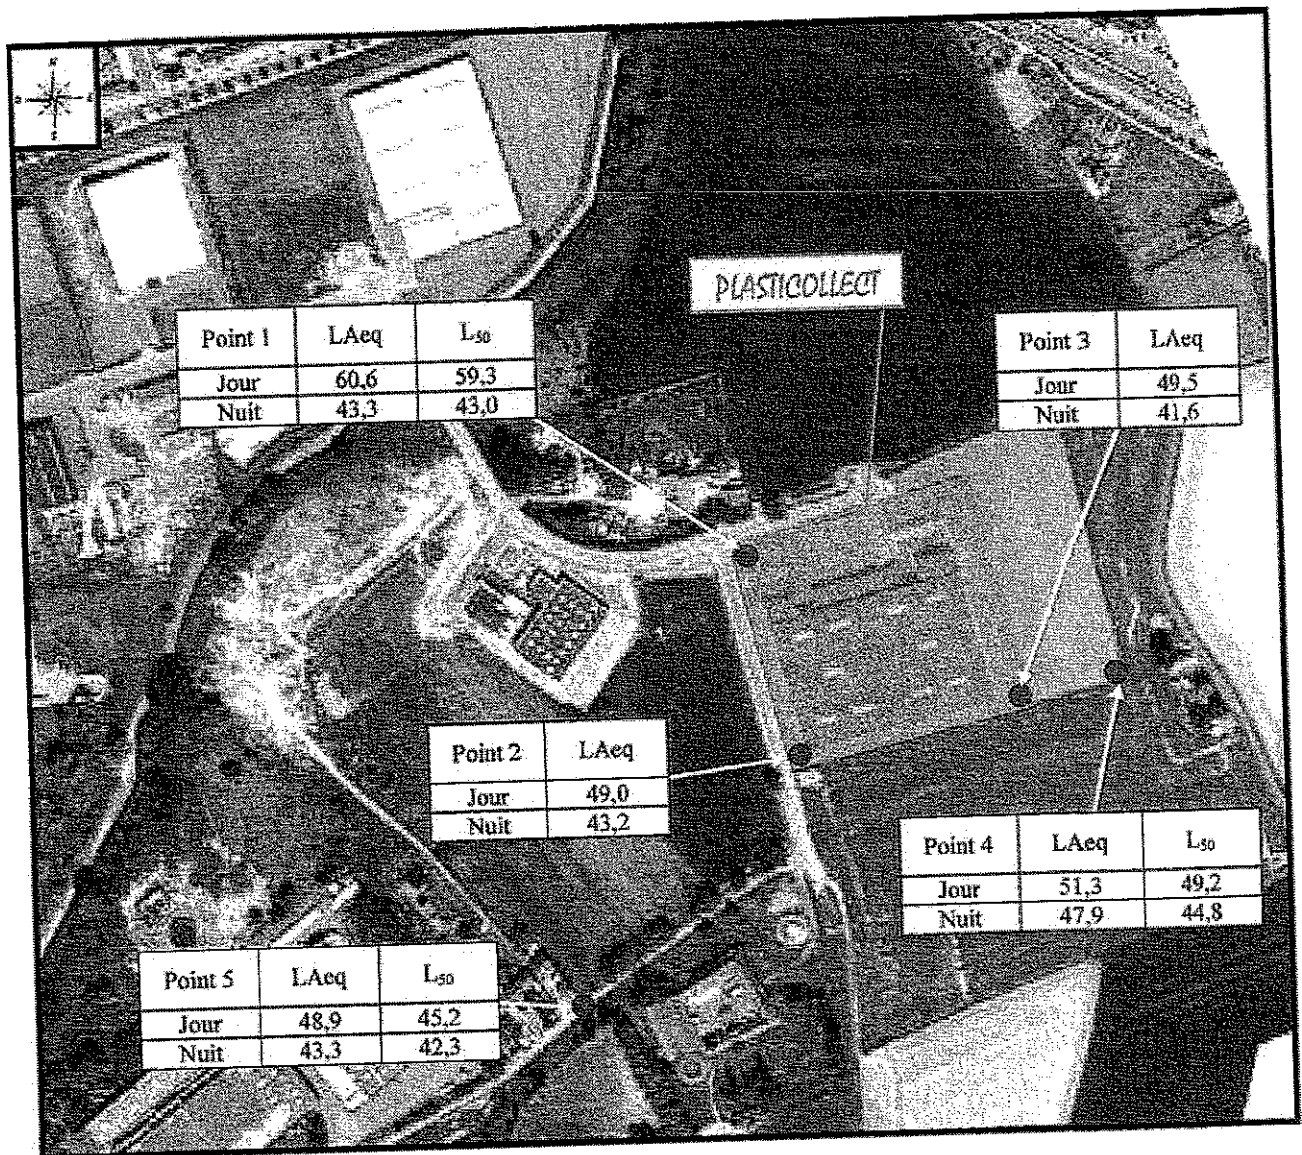 N
S
PLASTICOLLECT
Point 1 LAeq L50
Jour 60,6 59,3
Nuit 43,3 43,0
Point 3 LAeq
Jour 49,5
Nuit 41,6
Point 2 LAeq
Jour 49,0
Nuit 43,2
Point 4 LAeq L50
Jour 51,3 49,2
Nuit 47,9 44,8
Point 5 LAeq L50
Jour 48,9 45,2
Nuit 43,3 42,3